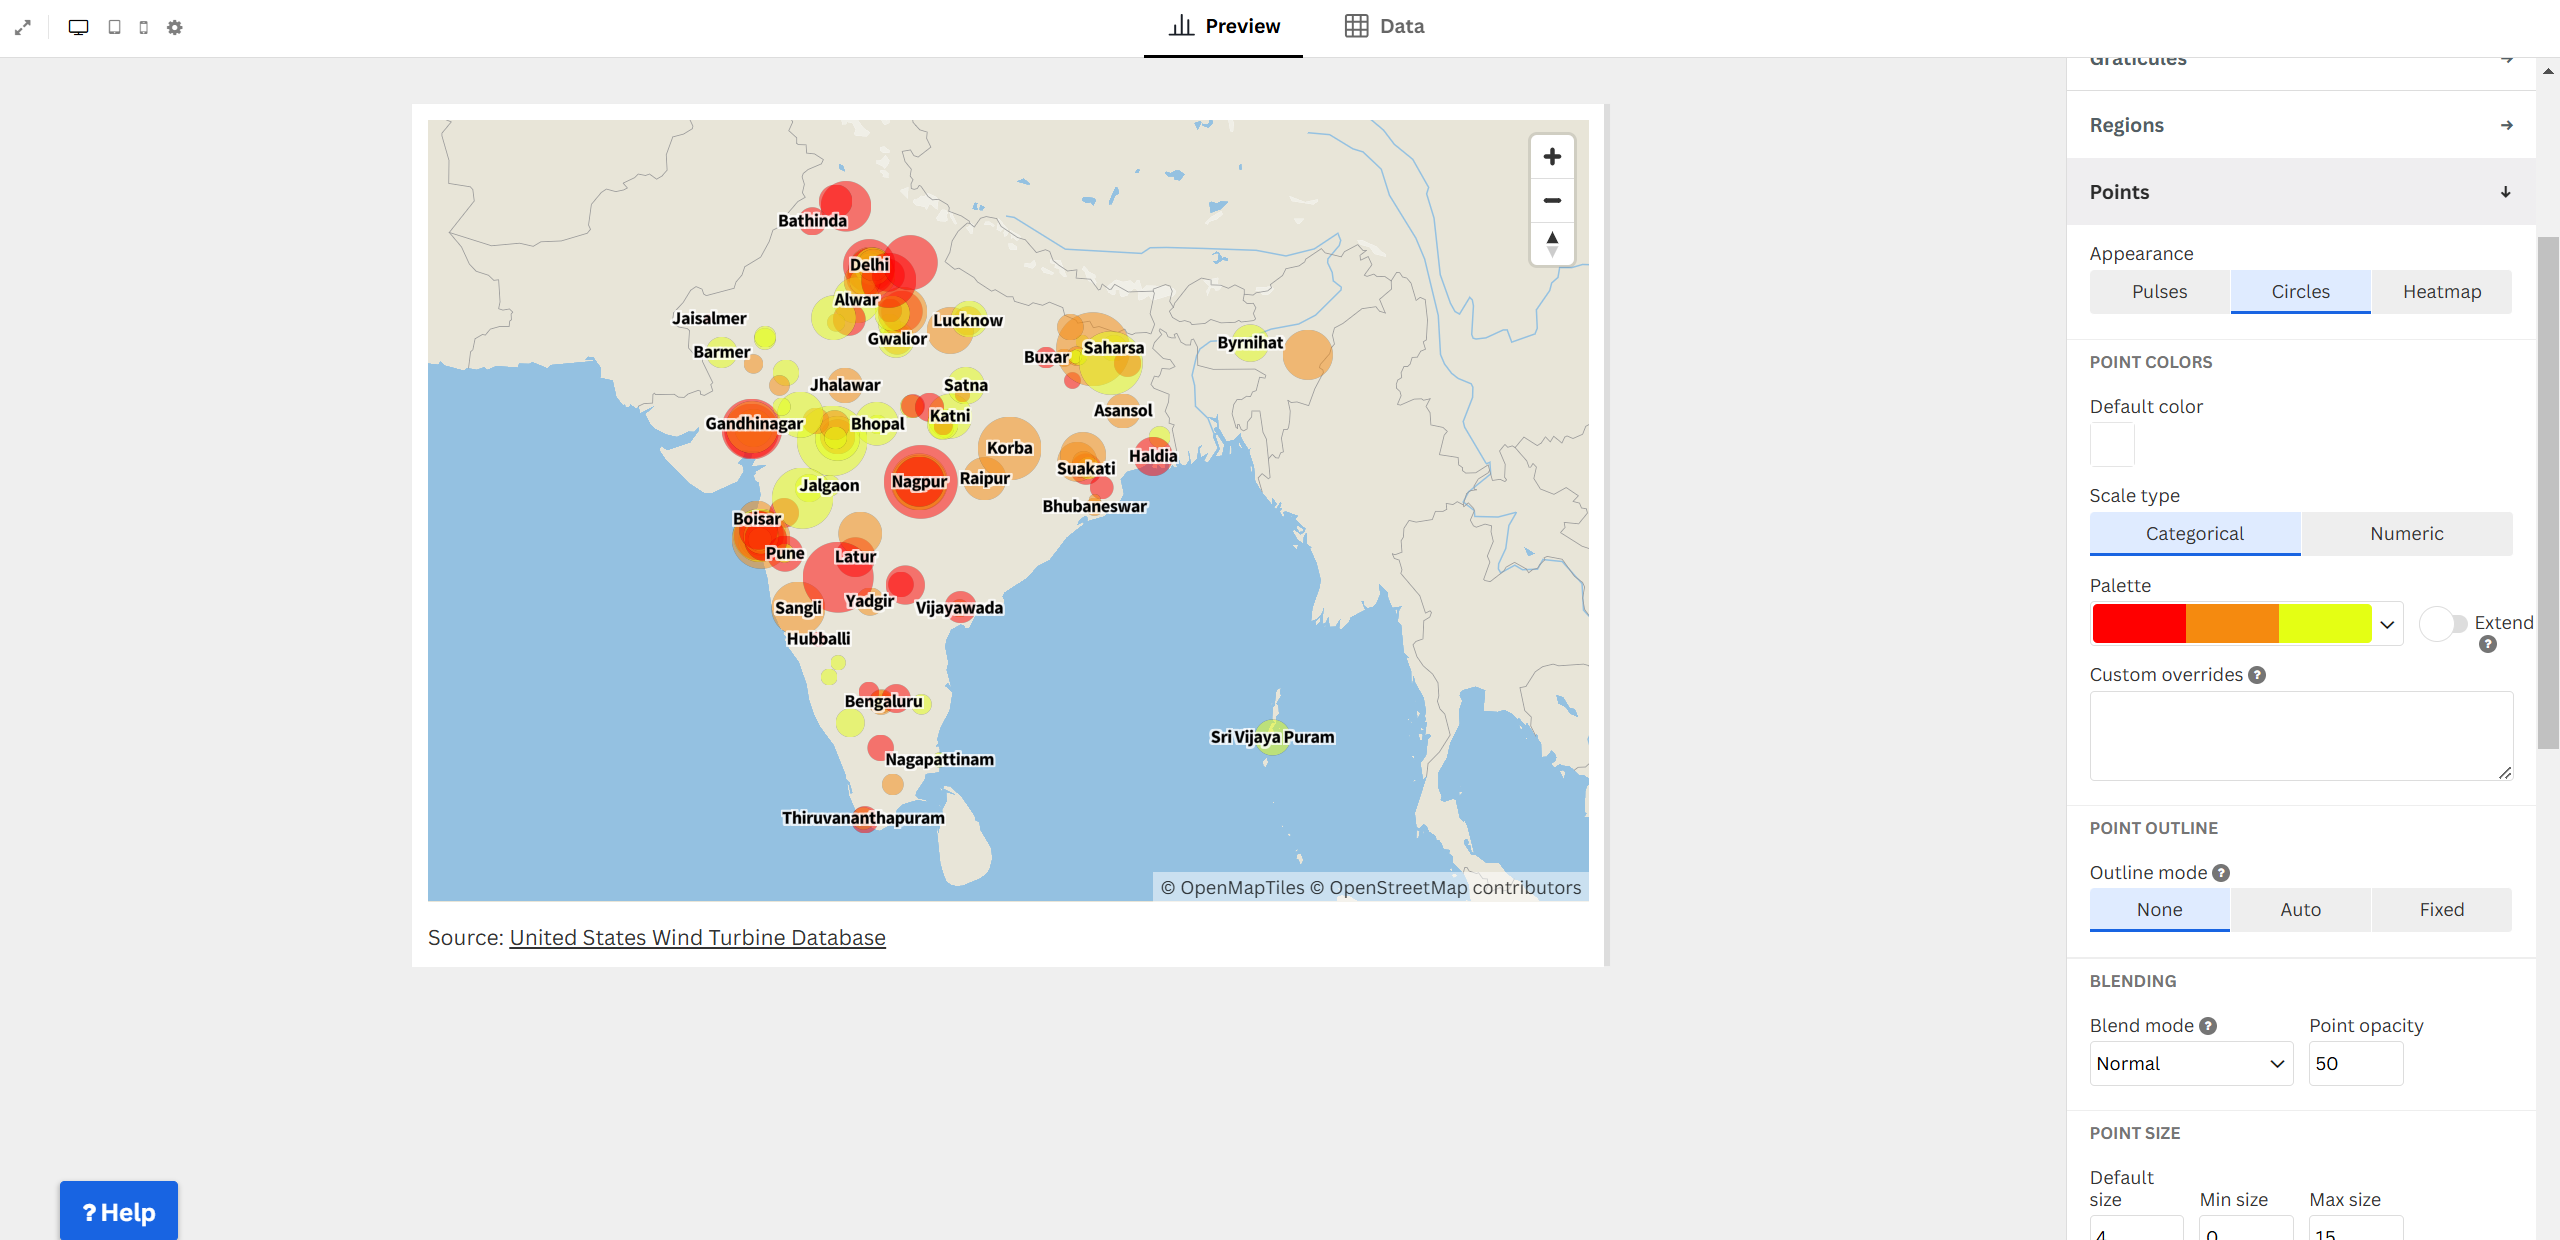 Preview
Data
Graticules
Regions
Points
Appearance
Pulses
Circles
Heatmap
POINT COLORS
Default color
Scale type
Categorical
Numeric
Palette
Extend
?
Custom overrides ?
POINT OUTLINE
Outline mode ?
None
Auto
Fixed
BLENDING
Blend mode ?
Point opacity
Normal
50
POINT SIZE
Default size
Min size
Max size
4
0
15
Bathinda
Delhi
Alwar
Jaisalmer
Lucknow
Gwalior
Barmer
Buxar
Saharsa
Byrnihat
Jhalawar
Satna
Asansol
Katni
Gandhinagar
Bhopal
Korba
Haldia
Suakati
Raipur
Nagpur
Jalgaon
Bhubaneswar
Boisar
Pune
Latur
Yadgir
Sangli
Vijayawada
Hubballi
Bengaluru
Sri Vijaya Puram
Nagapattinam
Thiruvananthapuram
© OpenMapTiles © OpenStreetMap contributors
Source: United States Wind Turbine Database
? Help